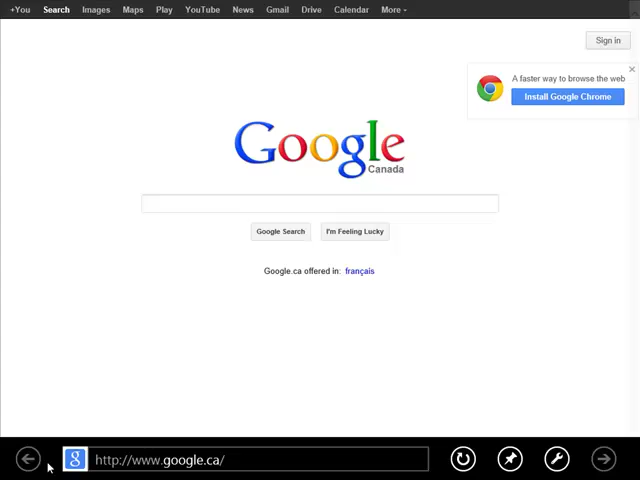 +You Search Images Maps Play YouTube News Gmail Drive Calendar More
Sign in
A faster way to browse the web
Install Google Chrome
Google
Canada
Google Search I'm Feeling Lucky
Google.ca offered in: français
g http://www.google.ca/